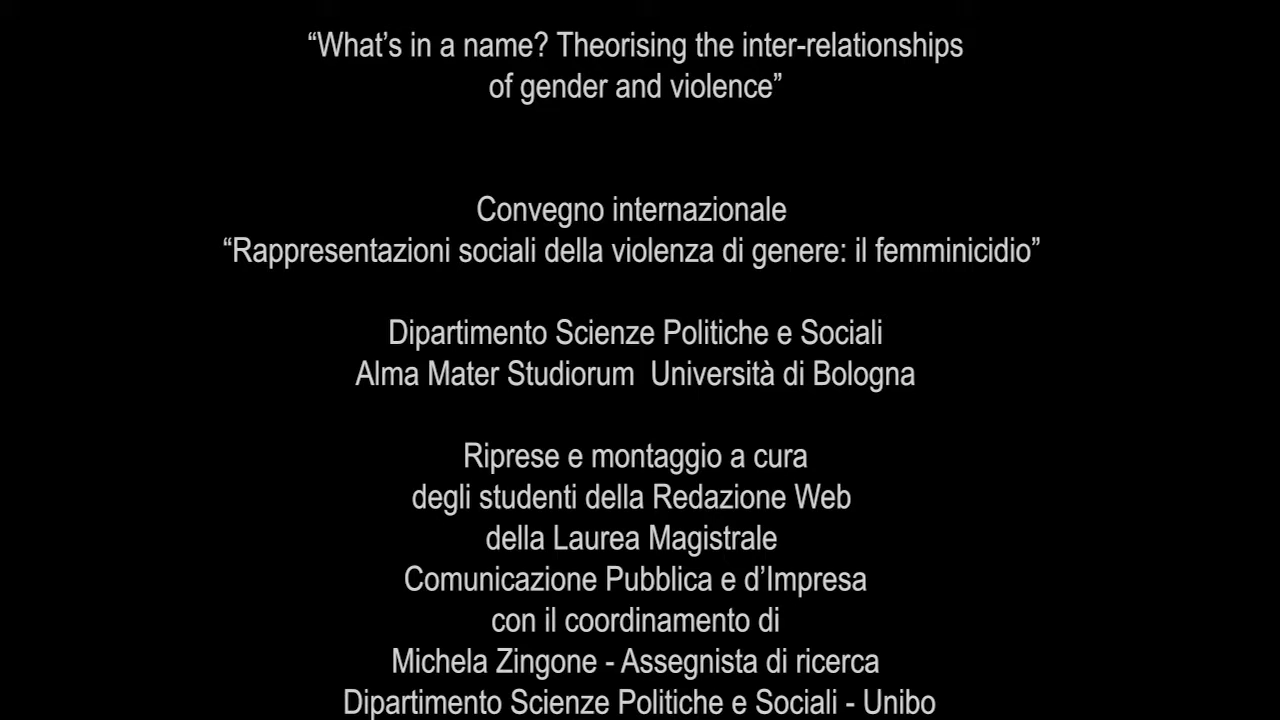 “What’s in a name? Theorising the inter-relationships
of gender and violence”
Convegno internazionale
“Rappresentazioni sociali della violenza di genere: il femminicidio”
Dipartimento Scienze Politiche e Sociali
Alma Mater Studiorum  Università di Bologna
Riprese e montaggio a cura
degli studenti della Redazione Web
della Laurea Magistrale
Comunicazione Pubblica e d’Impresa
con il coordinamento di
Michela Zingone - Assegnista di ricerca
Dipartimento Scienze Politiche e Sociali - Unibo